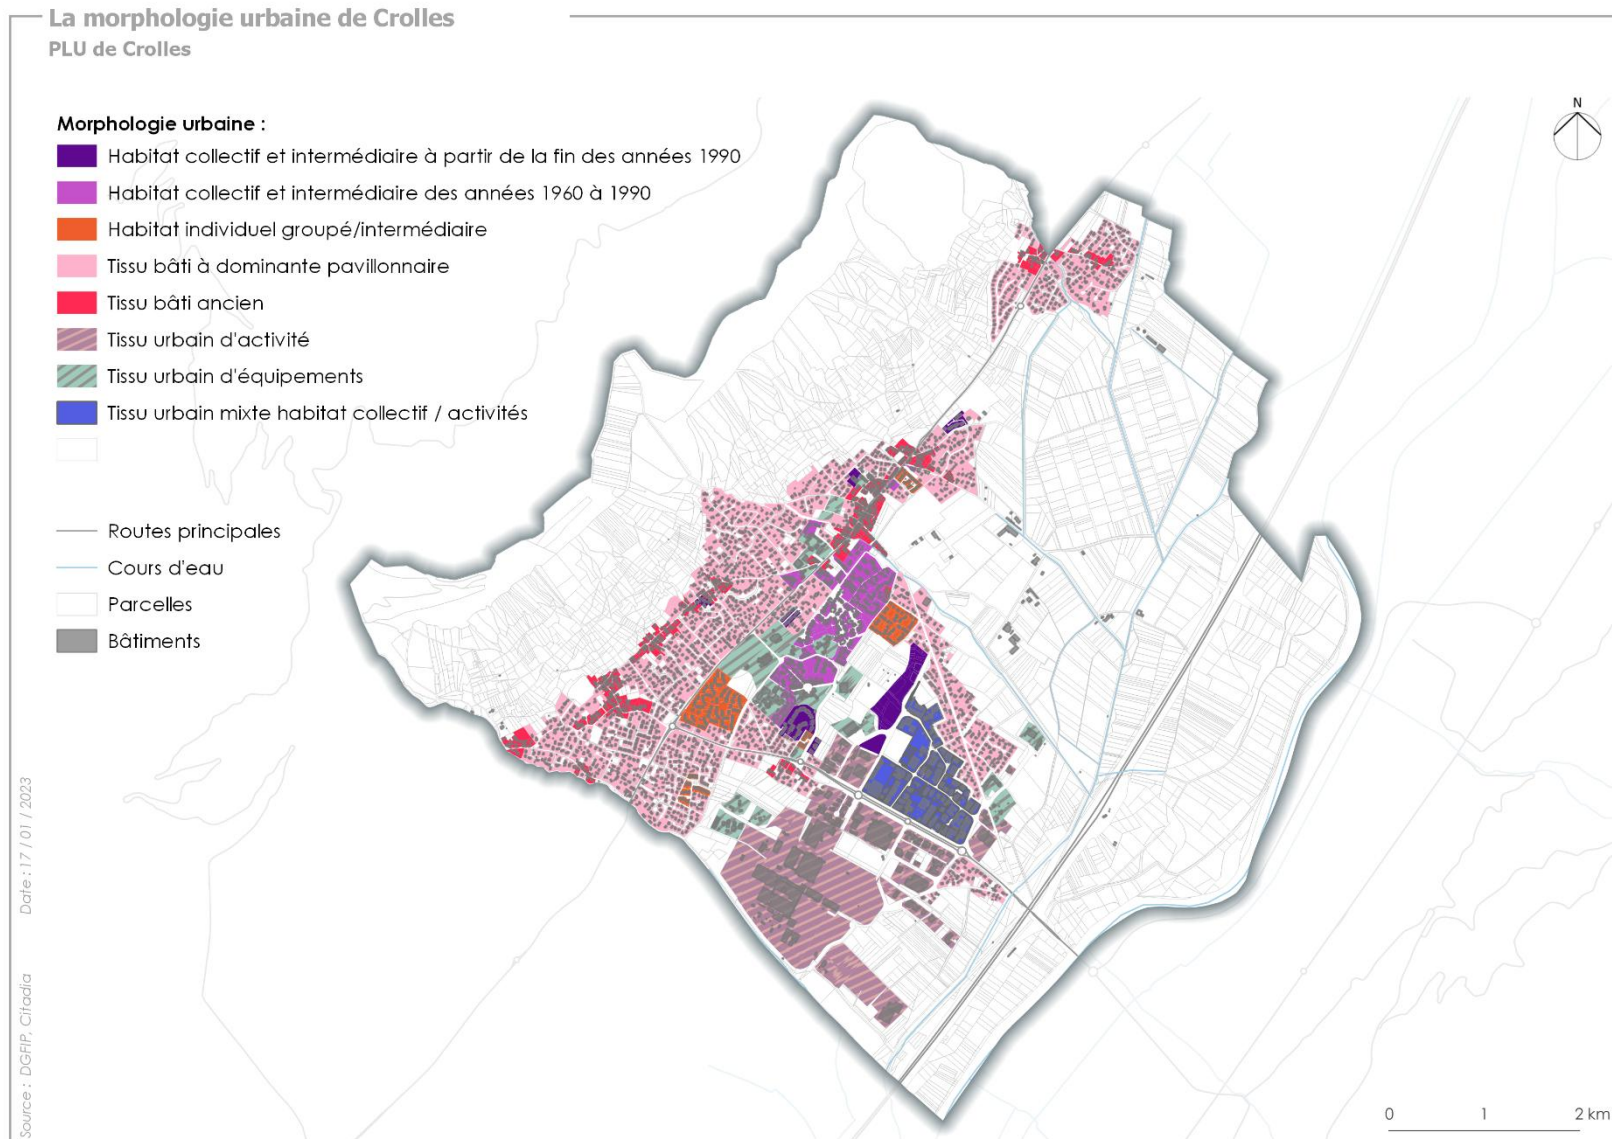 La morphologie urbaine de Crolles
PLU de Crolles
N
Morphologie urbaine :
Habitat collectif et intermédiaire à partir de la fin des années 1990
Habitat collectif et intermédiaire des années 1960 à 1990
Habitat individuel groupé/intermédiaire
Tissu bâti à dominante pavillonnaire
Tissu bâti ancien
Tissu urbain d'activité
Tissu urbain d'équipements
Tissu urbain mixte habitat collectif / activités
Routes principales
Cours d'eau
Parcelles
Bâtiments
Source : DGFIP, Citadia Date : 17 / 01 / 2023
0 1 2 km